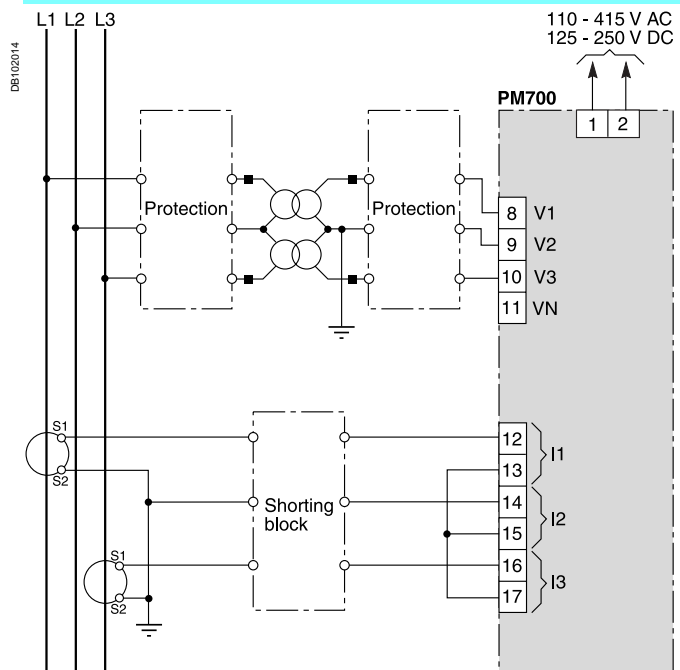 L1 L2 L3
110 - 415 V AC
125 - 250 V DC
DB102014
PM700
1 2
Protection
Protection
8 V1
9 V2
10 V3
11 VN
S1
S2
S1
S2
Shorting
block
12
13
I1
14
15
I2
16
17
I3